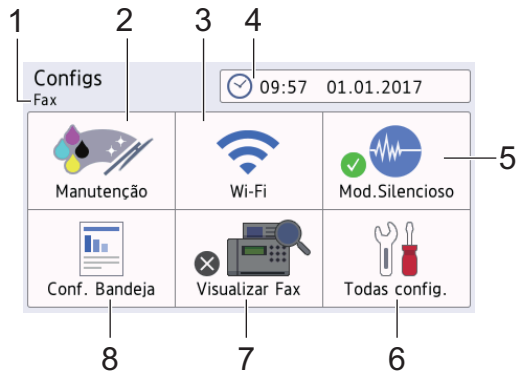 1 2 3 4
Configs
Fax
09:57 01.01.2017
Manutenção Wi-Fi Mod.Silencioso
5
Conf. Bandeja Visualizar Fax Todas config.
8 7 6